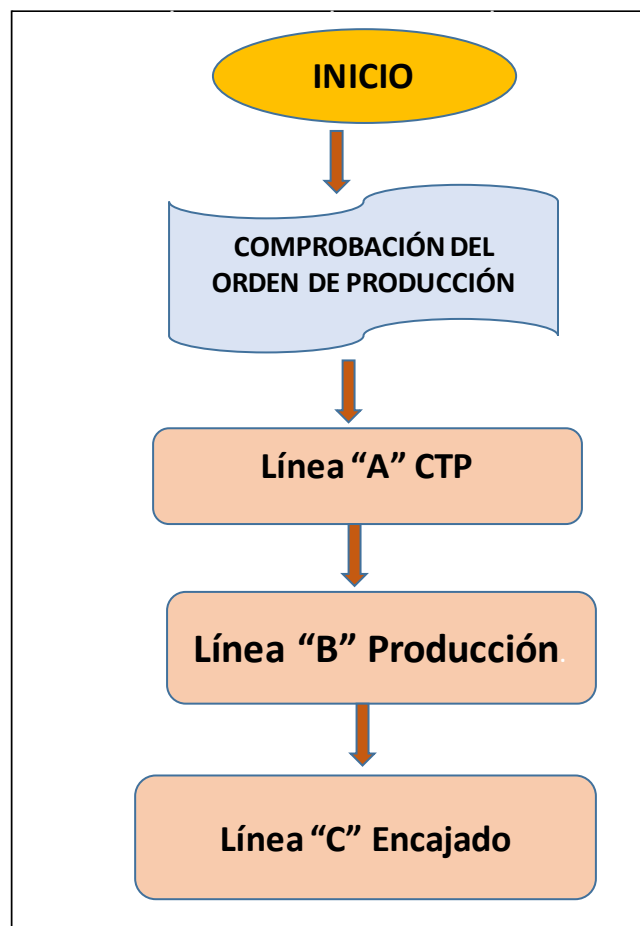 INICIO
COMPROBACIÓN DEL
ORDEN DE PRODUCCIÓN
Línea “A” CTP
Línea “B” Producción.
Línea “C” Encajado